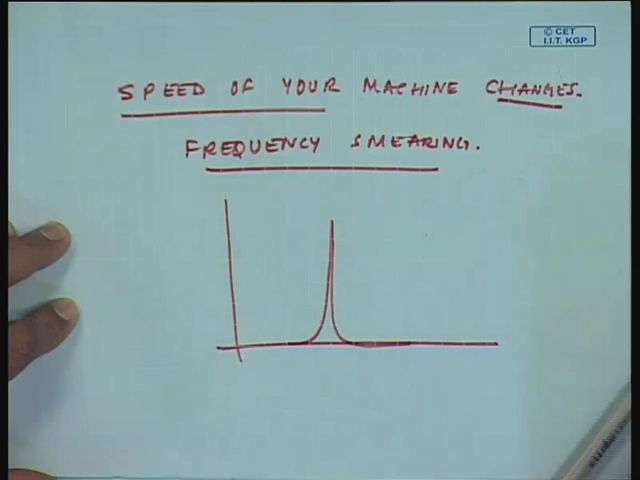 © CET
I.I.T. KGP
SPEED OF YOUR MACHINE CHANGES.
FREQUENCY SMEARING.